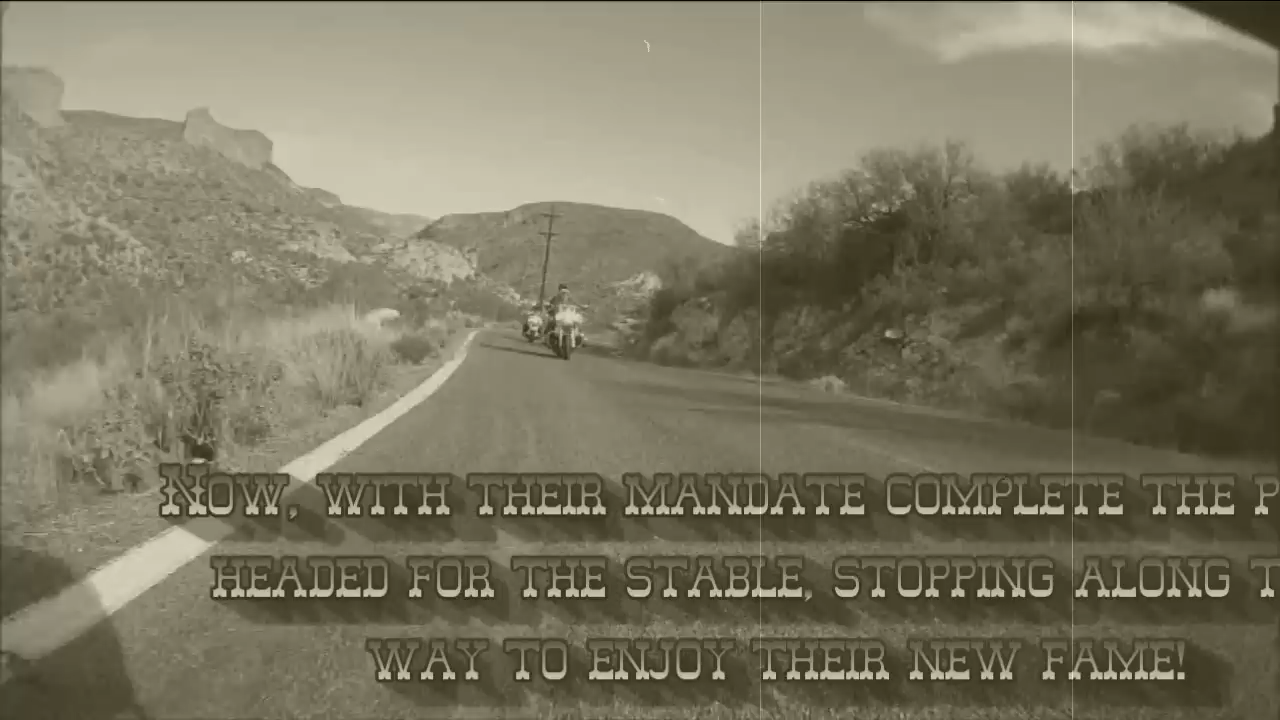 Now, with their mandate complete the
headed for the stable, stopping along
way to enjoy their new fame!